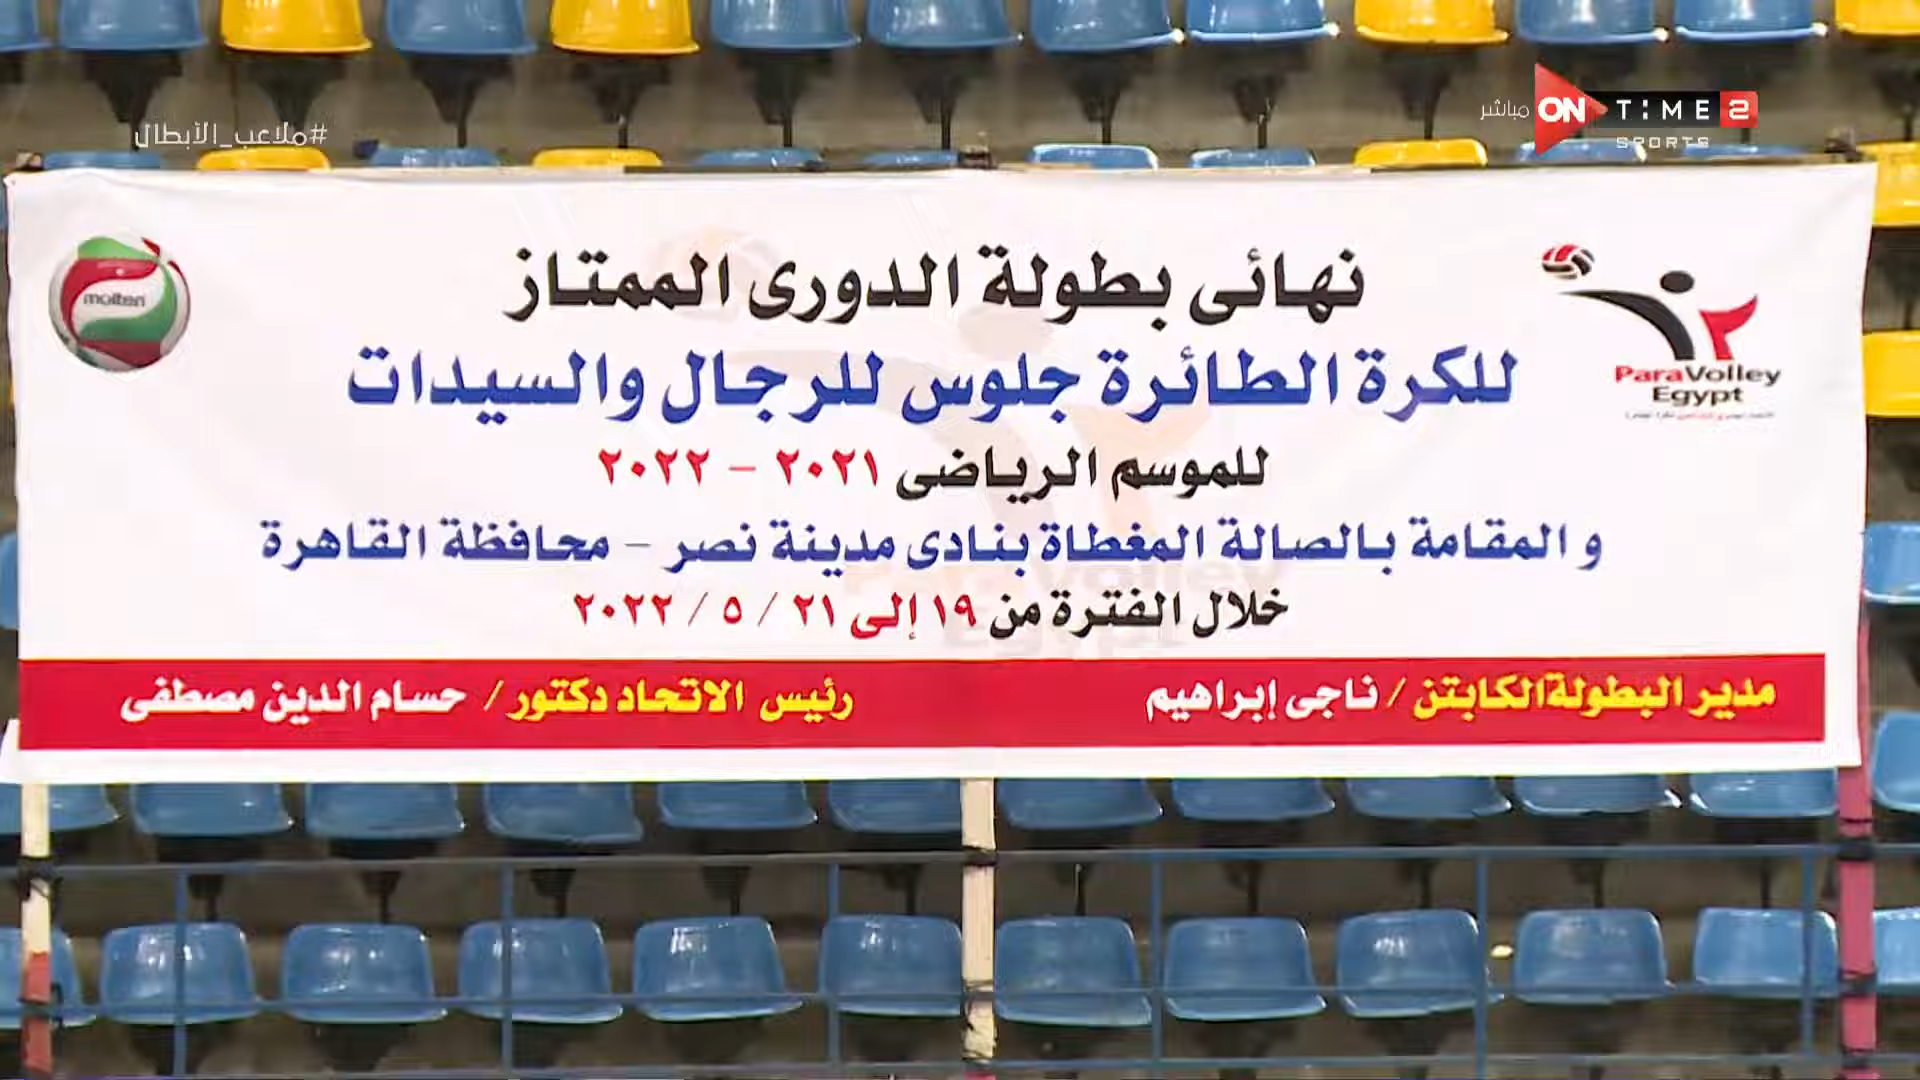 #ملاعب_الأبطال
مباشر ON TIME 2
SPORTS
molten
نهائى بطولة الدورى الممتاز
للكرة الطائرة جلوس للرجال والسيدات
للموسم الرياضى ٢٠٢١ - ٢٠٢٢
و المقامة بالصالة المغطاة بنادى مدينة نصر - محافظة القاهرة
خلال الفترة من ١٩ إلى ٢١ / ٥ / ٢٠٢٢
ParaVolley
Egypt
مدير البطولة الكابتن / ناجى إبراهيم
رئيس الاتحاد دكتور / حسام الدين مصطفى